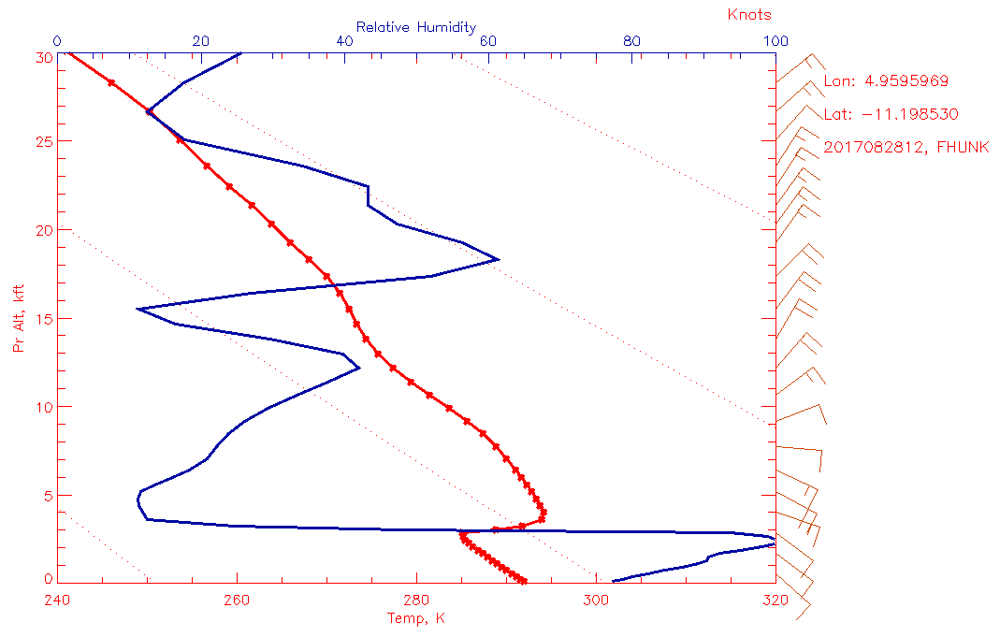 Knots
Relative Humidity
0 20 40 60 80 100
30
25
20
15
10
5
0
Pr Alt, kft
240 260 280 300 320
Temp, K
Lon: 4.9595969
Lat: -11.198530
2017082812, FHUNK